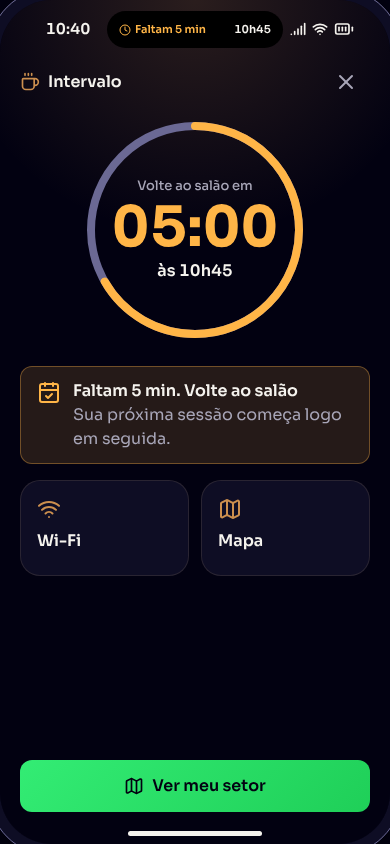 10:40
Faltam 5 min
10h45
Intervalo
Volte ao salão em
05:00
às 10h45
Faltam 5 min. Volte ao salão
Sua próxima sessão começa logo
em seguida.
Wi-Fi
Mapa
Ver meu setor